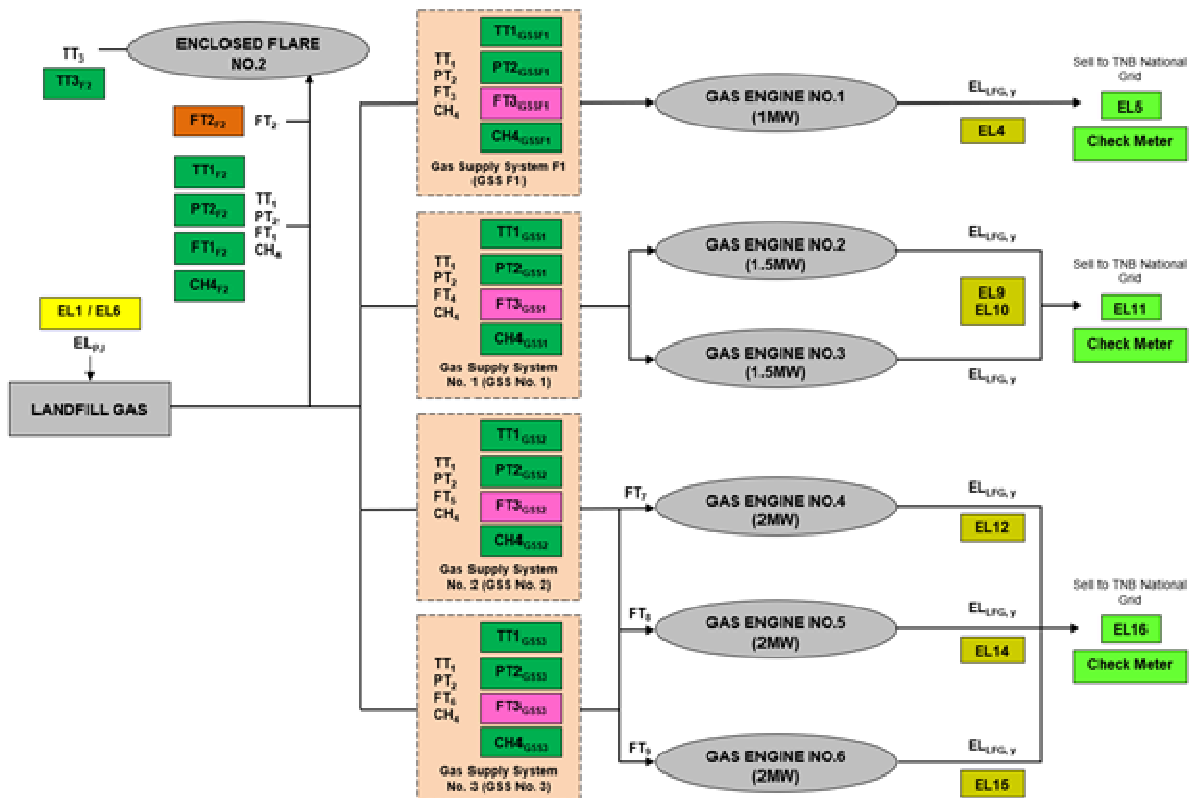 ENCLOSED FLARE
NO.2
TT3
TT3F2
FT2F2
FT2
TT1F2
PT2F2
FT1F2
CH4F2
TT1
PT2,
FT1
CH4
EL1 / EL6
ELPJ
LANDFILL GAS
TT1
PT2
FT3
CH4
TT1GSSF1
PT2GSSF1
FT3GSSF1
CH4GSSF1
Gas Supply System F1
(GSS F1)
GAS ENGINE NO.1
(1MW)
ELLFG, y
EL4
Sell to TNB National
Grid
EL5
Check Meter
TT1
PT2
FT4
CH4
TT1GSS1
PT2GSS1
FT3GSS1
CH4GSS1
Gas Supply System
No. 1 (GSS No. 1)
GAS ENGINE NO.2
(1.5MW)
ELLFG, y
EL9
EL10
GAS ENGINE NO.3
(1.5MW)
ELLFG, y
Sell to TNB National
Grid
EL11
Check Meter
TT1
PT2
FT5
CH4
TT1GSS2
PT2GSS2
FT3GSS2
CH4GSS2
Gas Supply System
No. 2 (GSS No. 2)
FT7
GAS ENGINE NO.4
(2MW)
ELLFG, y
EL12
FT8
GAS ENGINE NO.5
(2MW)
ELLFG, y
EL14
Sell to TNB National
Grid
EL16
Check Meter
TT1
PT2
FT6
CH4
TT1GSS3
PT2GSS3
FT3GSS3
CH4GSS3
Gas Supply System
No. 3 (GSS No. 3)
FT9
GAS ENGINE NO.6
(2MW)
ELLFG, y
EL15